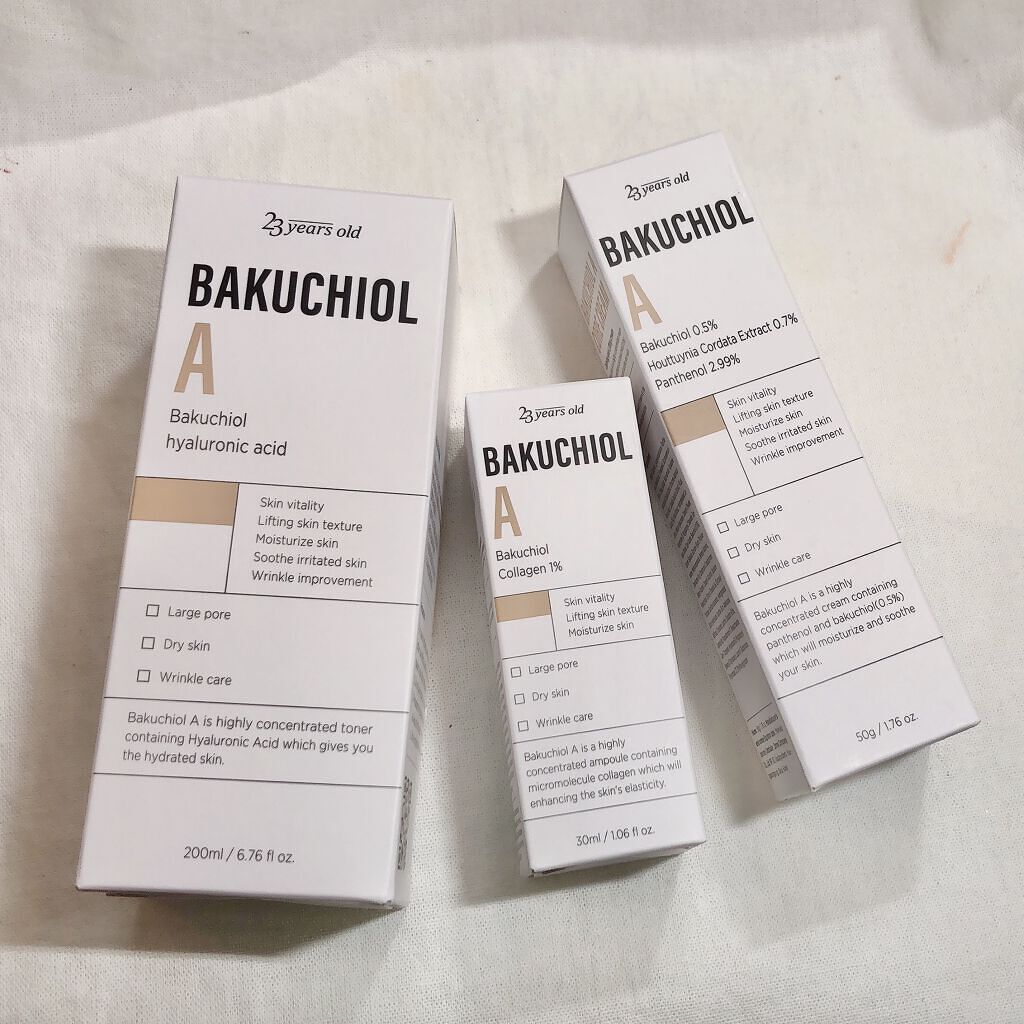 23 years old
BAKUCHIOL
A
Bakuchiol
hyaluronic acid
Skin vitality
Lifting skin texture
Moisturize skin
Soothe irritated skin
Wrinkle improvement
Large pore
Dry skin
Wrinkle care
Bakuchiol A is highly concentrated toner
containing Hyaluronic Acid which gives you
the hydrated skin.
200ml / 6.76 fl oz.
23 years old
BAKUCHIOL
A
Bakuchiol
Collagen 1%
Skin vitality
Lifting skin texture
Moisturize skin
Large pore
Dry skin
Wrinkle care
Bakuchiol A is a highly
concentrated ampoule containing
micromolecule collagen which will
enhancing the skin's elasticity.
30ml / 1.06 fl oz.
23 years old
BAKUCHIOL
A
Bakuchiol 0.5%
Houttuynia Cordata Extract 0.7%
Panthenol 2.99%
Skin vitality
Lifting skin texture
Moisturize skin
Soothe irritated skin
Wrinkle improvement
Large pore
Dry skin
Wrinkle care
Bakuchiol A is a highly
concentrated cream containing
panthenol and bakuchiol(0.5%)
which will moisturize and soothe
your skin.
50g / 1.76 oz.